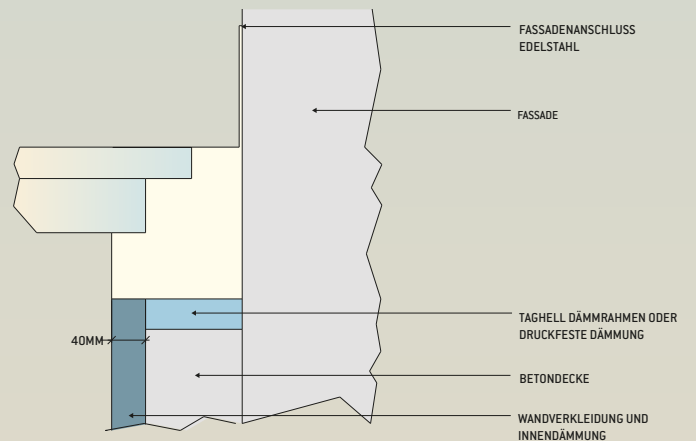 FASSADENANSCHLUSS
EDELSTAHL
FASSADE
TAGHELL DÄMMRAHMEN ODER
DRUCKFESTE DÄMMUNG
40MM
BETONDECKE
WANDVERKLEIDUNG UND
INNENDÄMMUNG